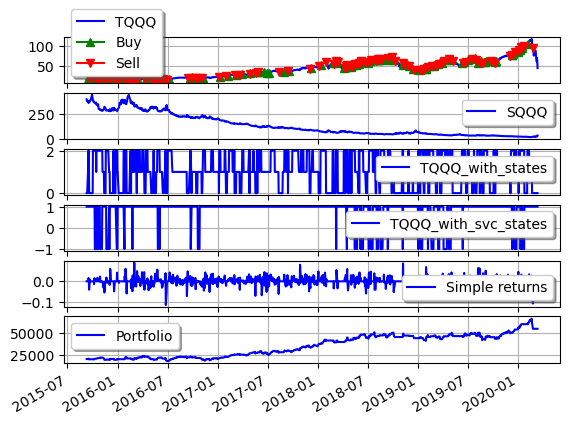 TQQQ
Buy
Sell
100
50
SQQQ
250
0
TQQQ_with_states
2
0
TQQQ_with_svc_states
1
−1
Simple returns
0.0
−0.1
Portfolio
50000
25000
2015-07
2016-01
2016-07
2017-01
2017-07
2018-01
2018-07
2019-01
2019-07
2020-01